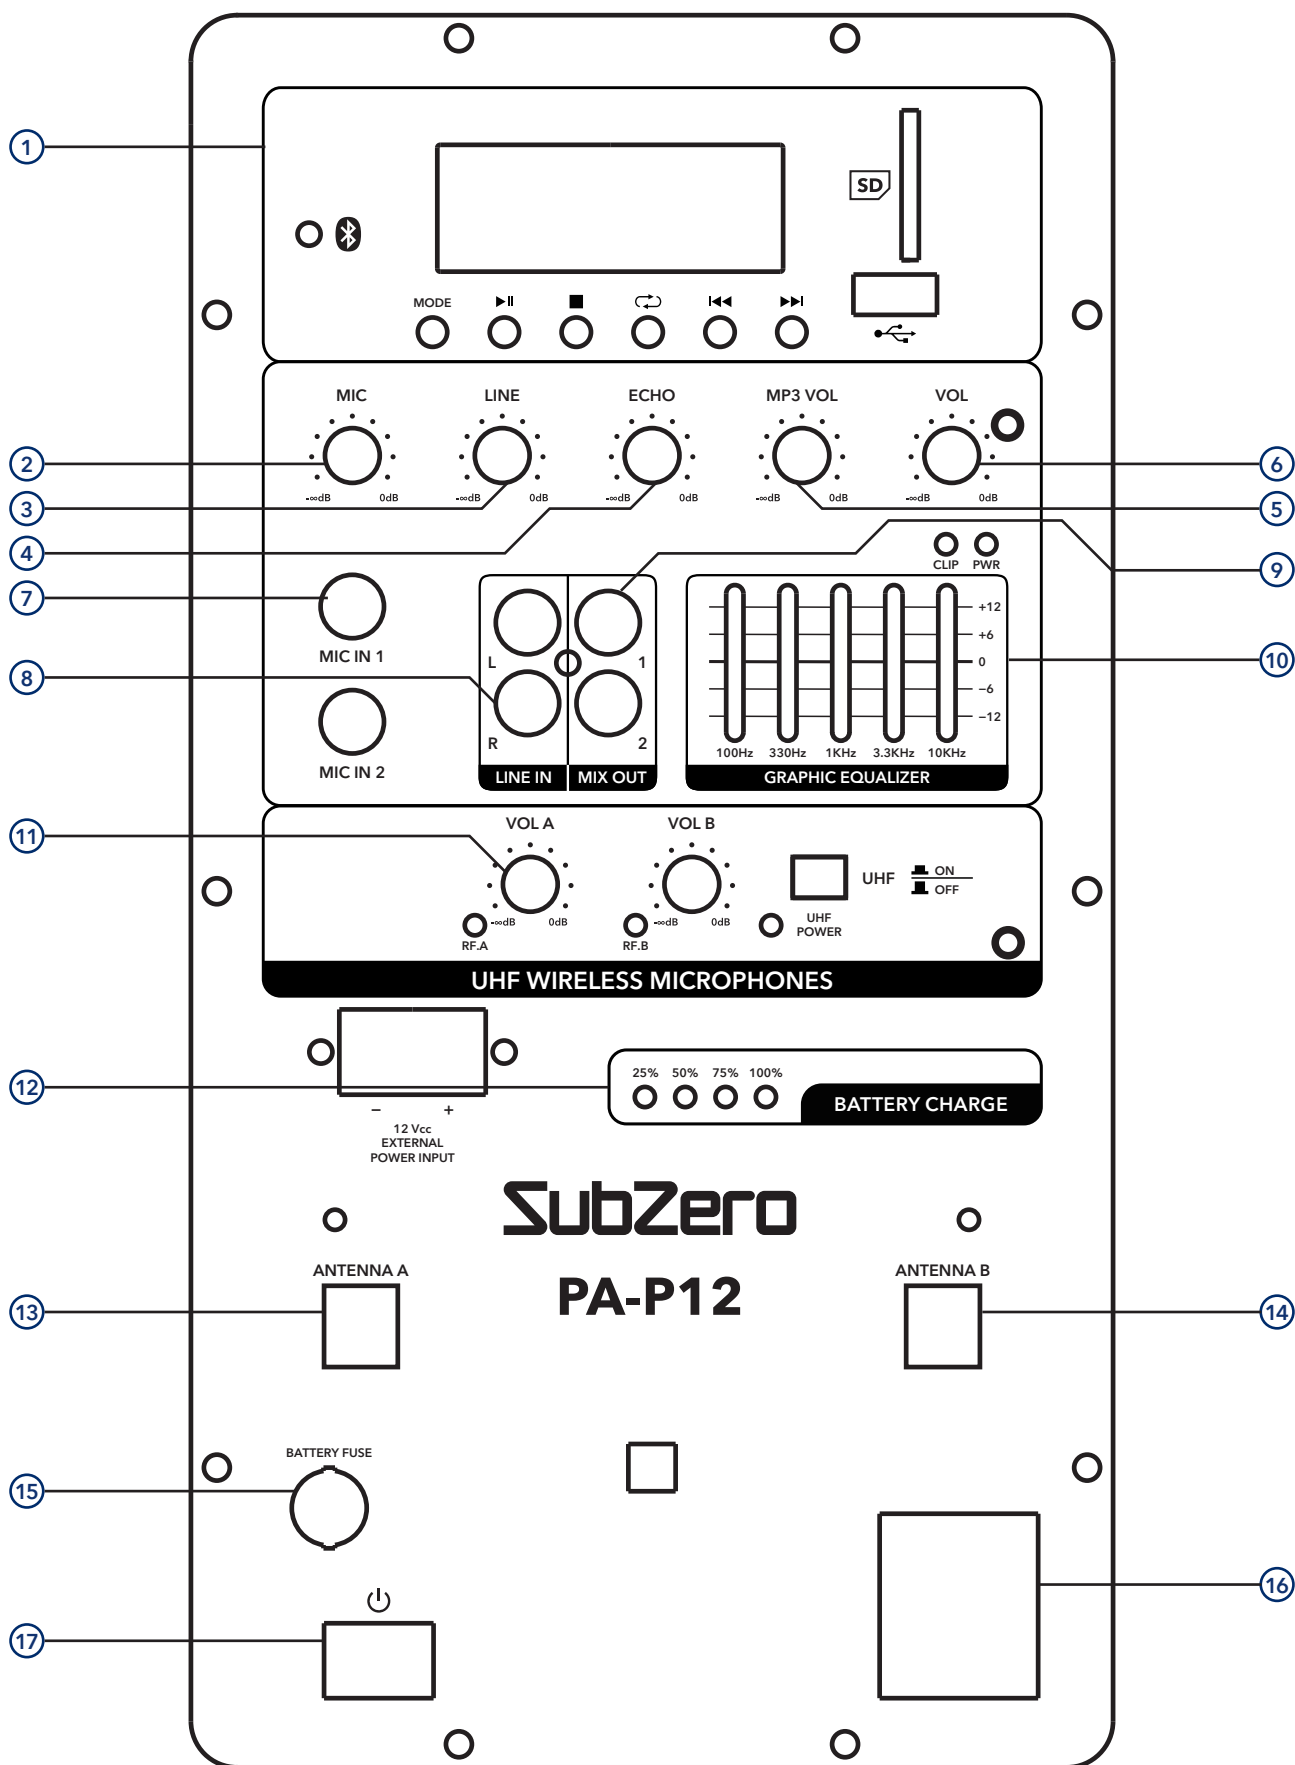 1
SD
MODE
MIC LINE ECHO MP3 VOL VOL
2
6
-∞dB 0dB -∞dB 0dB -∞dB 0dB -∞dB 0dB -∞dB 0dB
3
5
4
CLIP PWR
9
7
MIC IN 1
8
MIC IN 2
L 1
R 2
LINE IN MIX OUT
+12
+6
0
10
−6
−12
100Hz 330Hz 1KHz 3.3KHz 10KHz
GRAPHIC EQUALIZER
11
VOL A VOL B
-∞dB 0dB -∞dB 0dB
RF.A RF.B
UHF
POWER
UHF
ON
OFF
UHF WIRELESS MICROPHONES
12
− +
12 Vcc
EXTERNAL
POWER INPUT
25% 50% 75% 100%
BATTERY CHARGE
SubZero
PA-P12
ANTENNA A
ANTENNA B
13
14
BATTERY FUSE
15
16
17